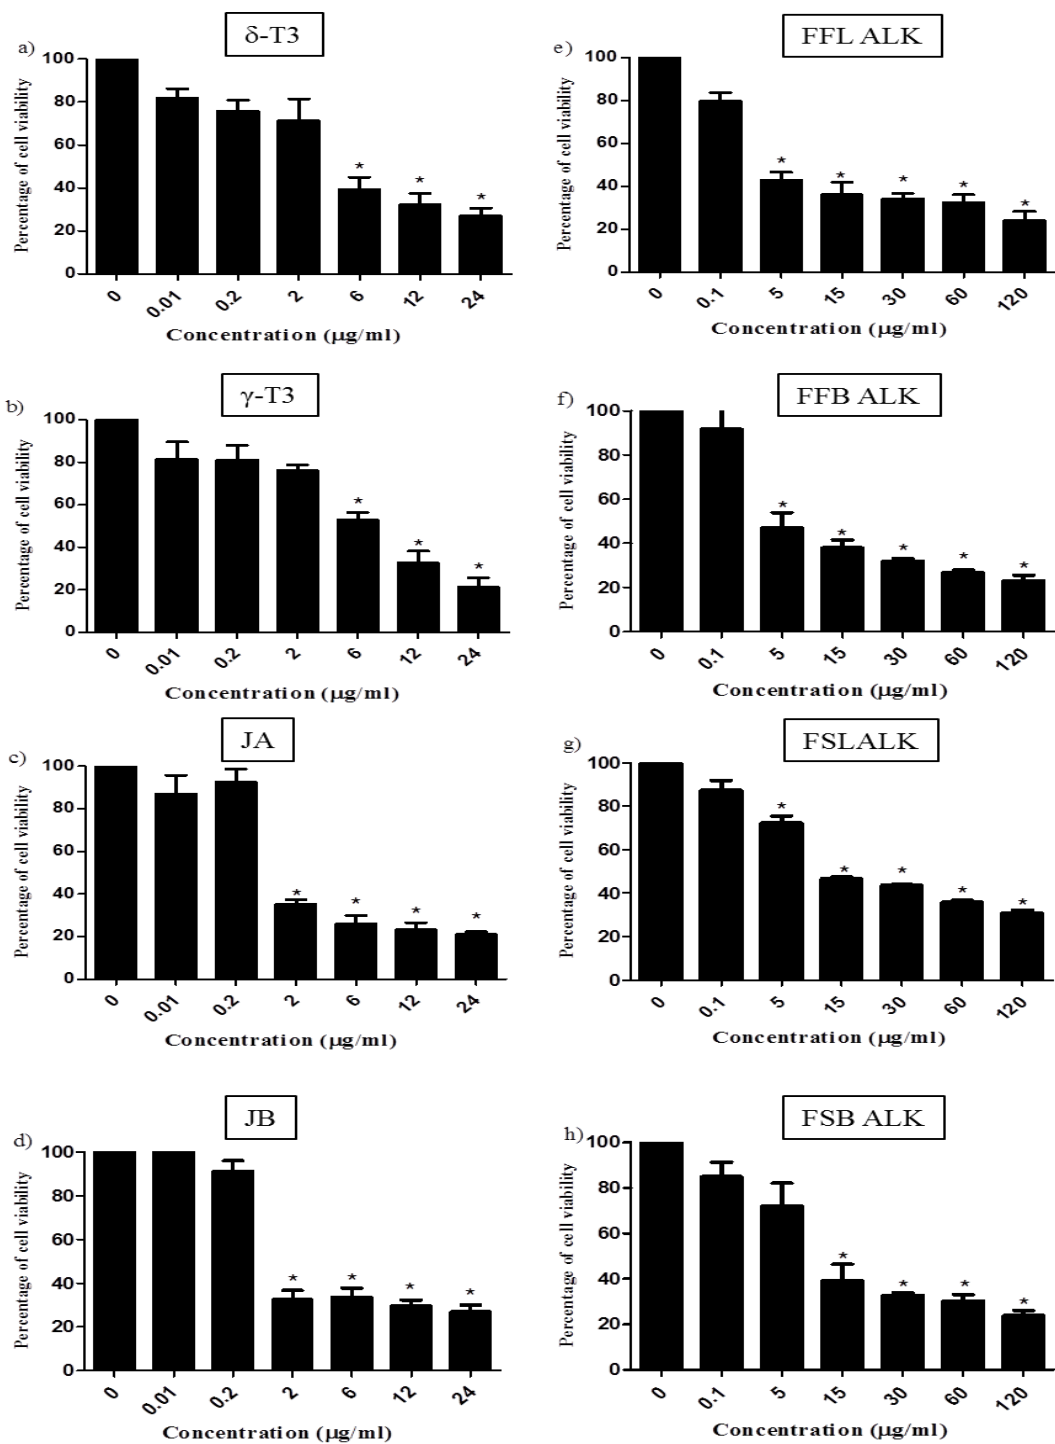 a)
δ-T3
Percentage of cell viability
100
80
60
40
20
0
* * *
0 0.01 0.2 2 6 12 24
Concentration (µg/ml)
e)
FFL ALK
Percentage of cell viability
100
80
60
40
20
0
* * * * *
0 0.1 5 15 30 60 120
Concentration (µg/ml)
b)
γ-T3
Percentage of cell viability
100
80
60
40
20
0
* * *
0 0.01 0.2 2 6 12 24
Concentration (µg/ml)
f)
FFB ALK
Percentage of cell viability
100
80
60
40
20
0
* * * * *
0 0.1 5 15 30 60 120
Concentration (µg/ml)
c)
JA
Percentage of cell viability
100
80
60
40
20
0
* * * *
0 0.01 0.2 2 6 12 24
Concentration (µg/ml)
g)
FSLALK
Percentage of cell viability
100
80
60
40
20
0
* * * * *
0 0.1 5 15 30 60 120
Concentration (µg/ml)
d)
JB
Percentage of cell viability
100
80
60
40
20
0
* * * *
0 0.01 0.2 2 6 12 24
Concentration (µg/ml)
h)
FSB ALK
Percentage of cell viability
100
80
60
40
20
0
* * * *
0 0.1 5 15 30 60 120
Concentration (µg/ml)